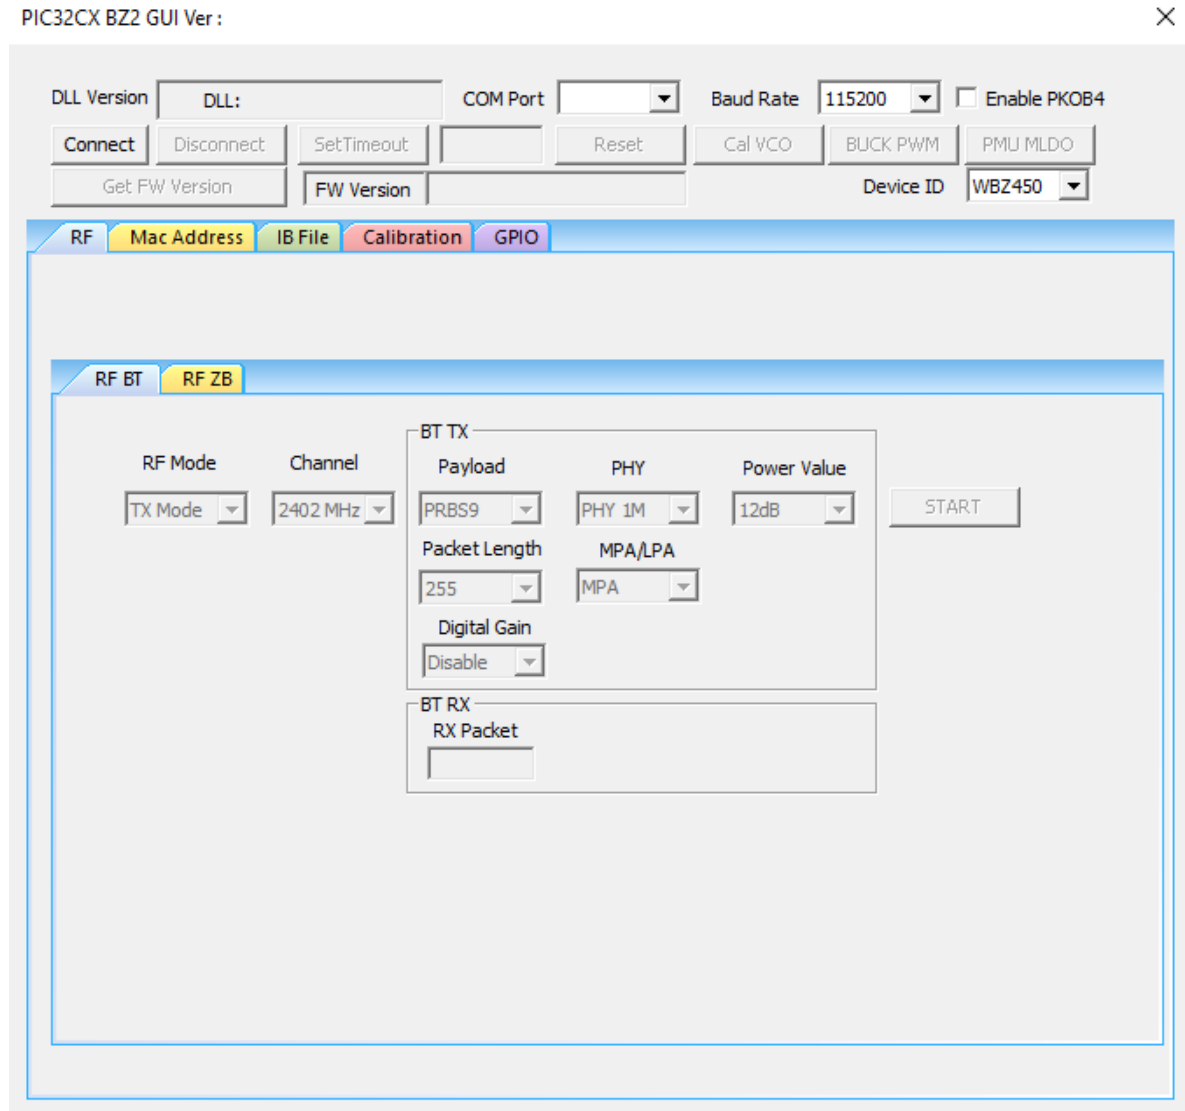 PIC32CX BZ2 GUI Ver :
DLL Version DLL: COM Port Baud Rate 115200 Enable PKOB4
Connect Disconnect SetTimeout Reset Cal VCO BUCK PWM PMU MLDO
Get FW Version FW Version Device ID WBZ450
RF Mac Address IB File Calibration GPIO
RF BT RF ZB
BT TX
RF Mode Channel Payload PHY Power Value
TX Mode 2402 MHz PRBS9 PHY 1M 12dB START
Packet Length MPA/LPA
255 MPA
Digital Gain
Disable
BT RX
RX Packet